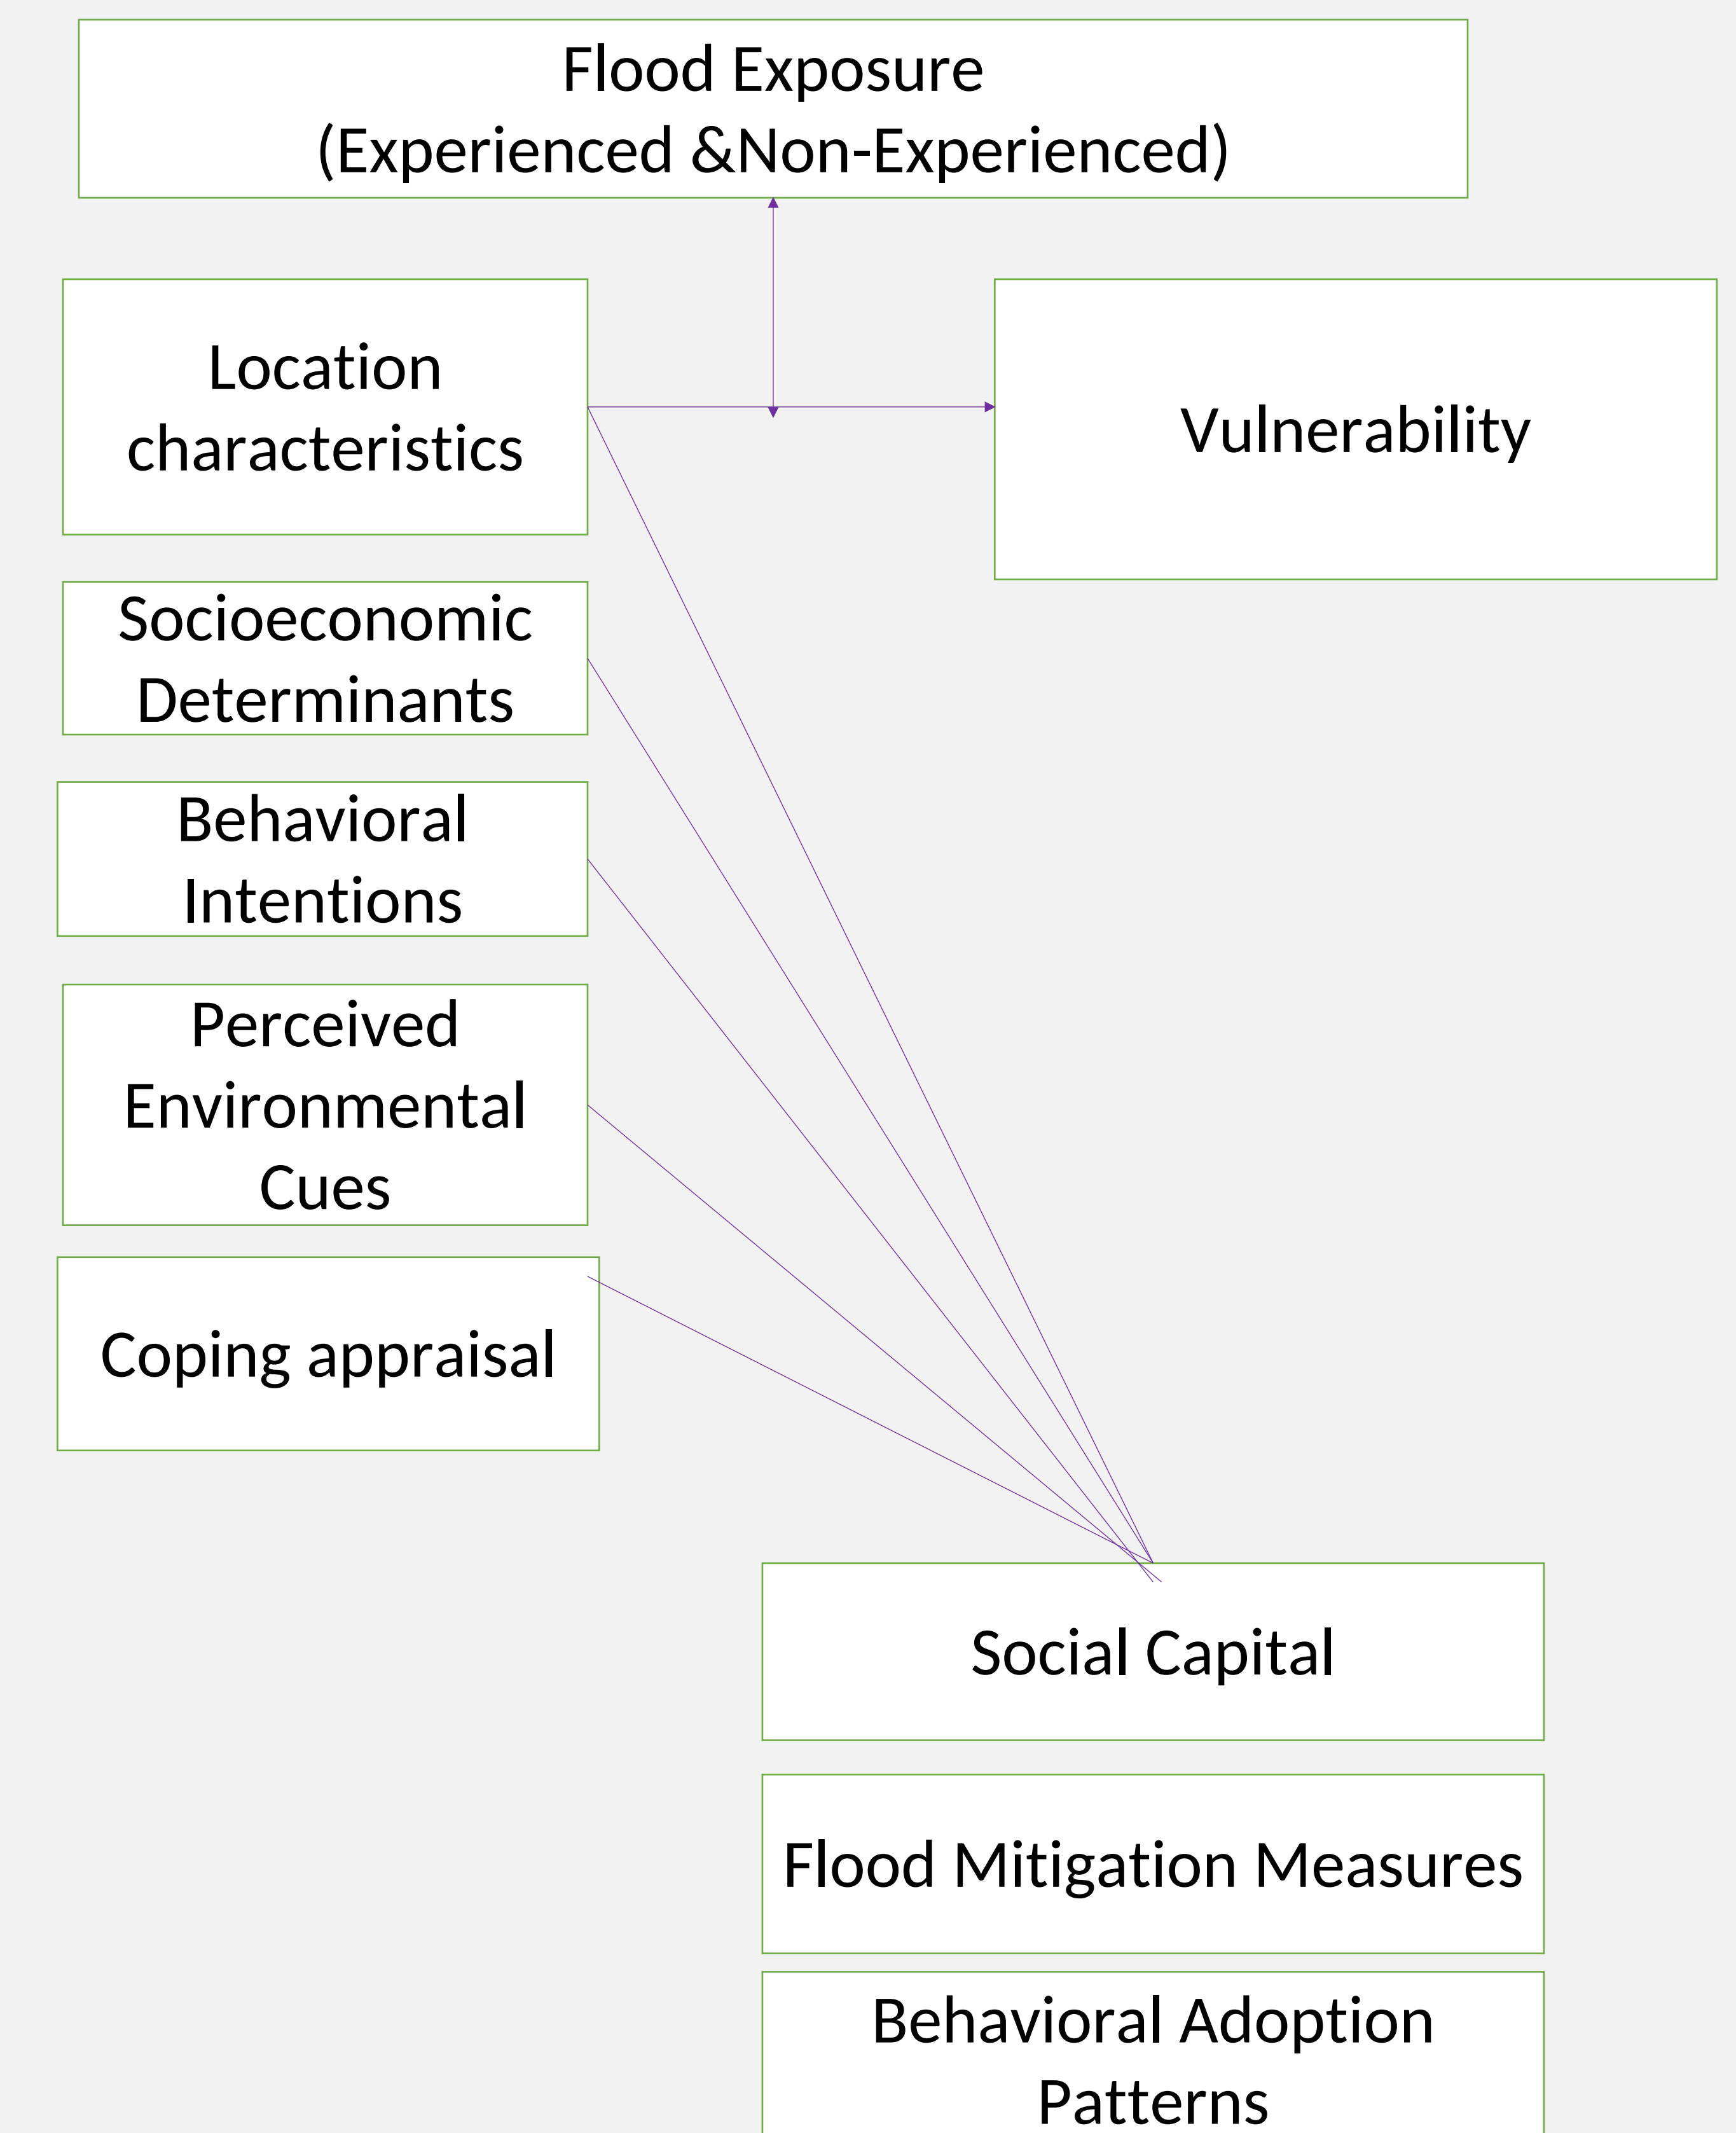 Flood Exposure
(Experienced &Non-Experienced)
Location
characteristics
Vulnerability
Socioeconomic
Determinants
Behavioral
Intentions
Perceived
Environmental
Cues
Coping appraisal
Social Capital
Flood Mitigation Measures
Behavioral Adoption
Patterns